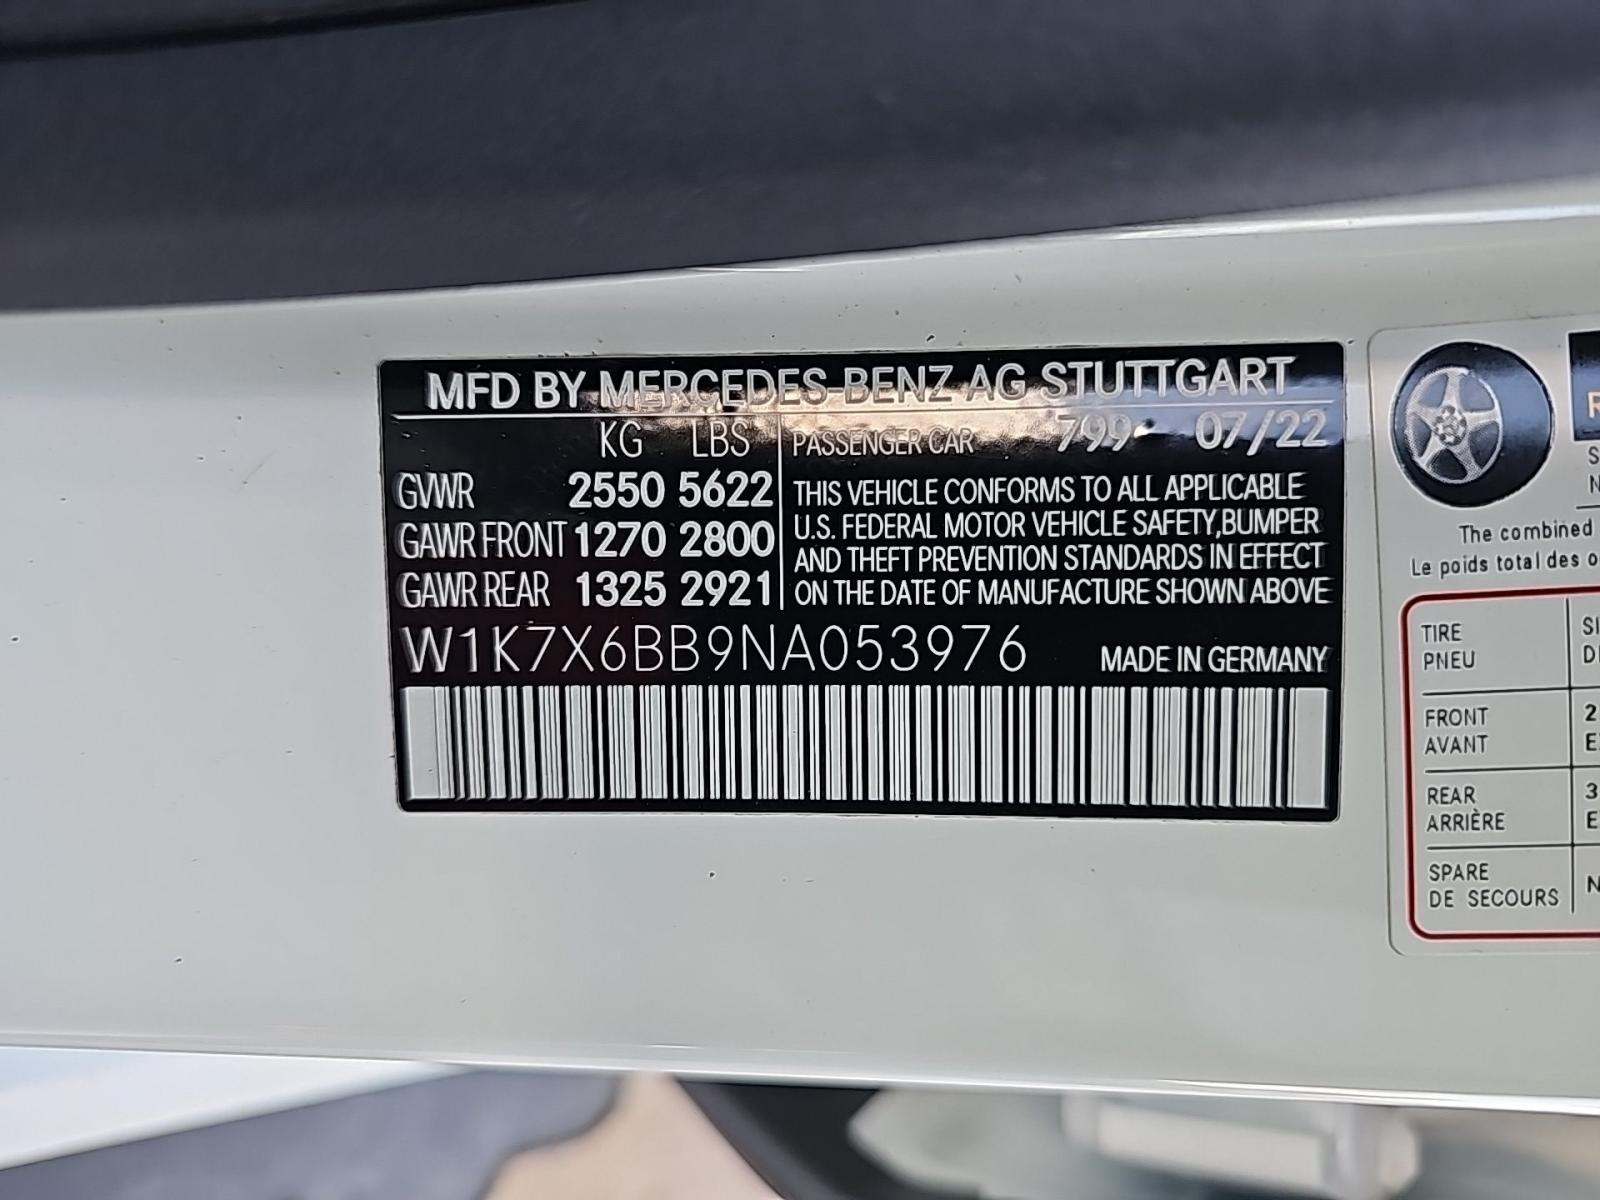 MFD BY MERCEDES-BENZ AG STUTTGART
KG LBS
GVWR 2550 5622
GAWR FRONT 1270 2800
GAWR REAR 1325 2921
PASSENGER CAR 799 07/22
THIS VEHICLE CONFORMS TO ALL APPLICABLE
U.S. FEDERAL MOTOR VEHICLE SAFETY,BUMPER
AND THEFT PREVENTION STANDARDS IN EFFECT
ON THE DATE OF MANUFACTURE SHOWN ABOVE
W1K7X6BB9NA053976 MADE IN GERMANY
The combined
Le poids total des
TIRE
PNEU
FRONT
AVANT
REAR
ARRIÈRE
SPARE
DE SECOURS